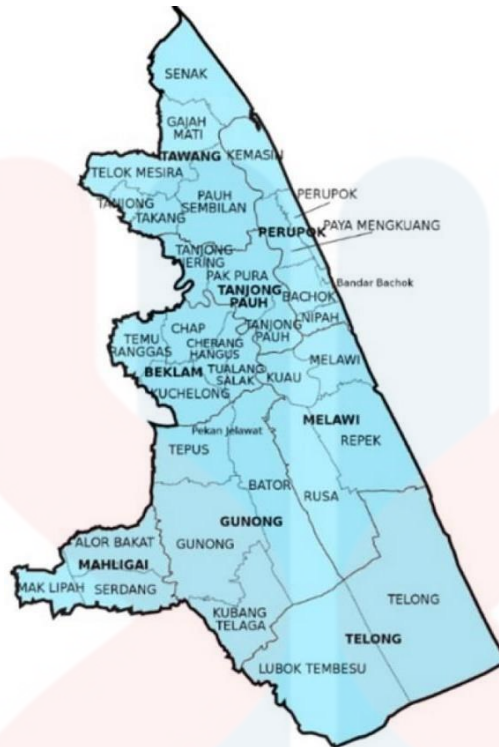 SENAK
GAJAH
MATI
TAWANG
KEMASIN
TELOK MESIRA
TANJONG
TAKANG
PAUH
SEMBILAN
PERUPOK
PERUPOK
PAYA MENGKUANG
TANJONG
JERING
PAK PURA
Bandar Bachok
TANJONG
PAUH
BACHOK
NIPAH
CHAP
TANJONG
PAUH
TEMU
RANGGAS
CHERANG
HANGUS
MELAWI
BEKLAM
TUALANG
SALAK
KUAU
KUCHELONG
MELAWI
Pekan Jelawat
REPEK
TEPUS
BATOR
RUSA
GUNONG
ALOR BAKAT
GUNONG
MAHLIGAI
MAK LIPAH
SERDANG
TELONG
KUBANG
TELAGA
TELONG
LUBOK TEMBESU